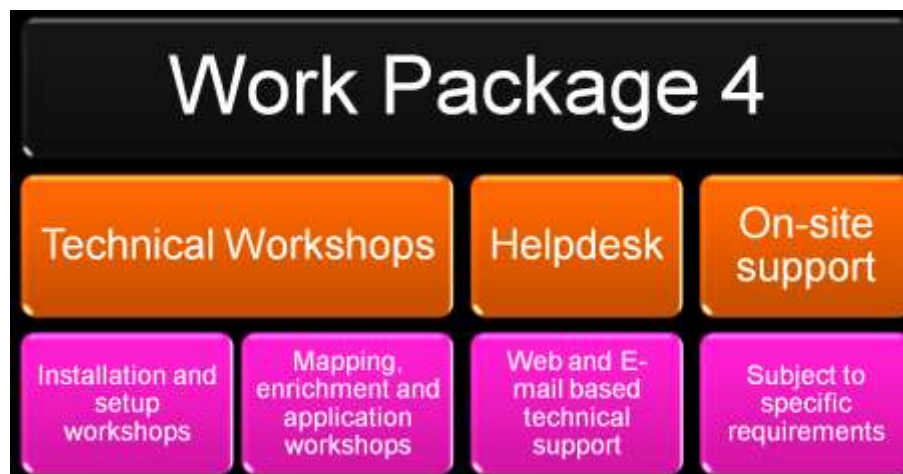 Work Package 4
Technical Workshops
Helpdesk
On-site
support
Installation and
setup
workshops
Mapping,
enrichment and
application
workshops
Web and E-
mail based
technical
support
Subject to
specific
requirements